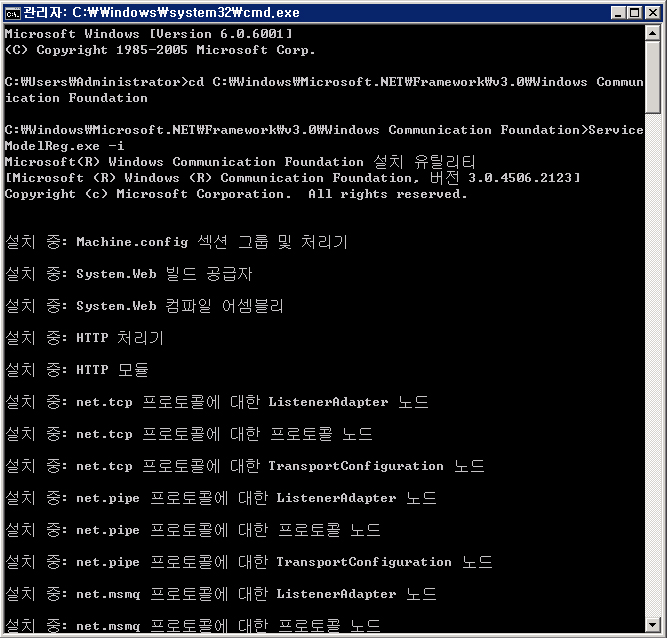 관리자: C:₩Windows₩system32₩cmd.exe
Microsoft Windows [Version 6.0.6001]
(C) Copyright 1985-2005 Microsoft Corp.
C:₩Users₩Administrator>cd C:₩Windows₩Microsoft.NET₩Framework₩v3.0₩Windows Commun
ication Foundation
C:₩Windows₩Microsoft.NET₩Framework₩v3.0₩Windows Communication Foundation>Service
ModelReg.exe -i
Microsoft(R) Windows Communication Foundation 설치 유틸리티
[Microsoft (R) Windows (R) Communication Foundation, 버전 3.0.4506.2123]
Copyright (c) Microsoft Corporation.  All rights reserved.
설치 중: Machine.config 섹션 그룹 및 처리기
설치 중: System.Web 빌드 공급자
설치 중: System.Web 컴파일 어셈블리
설치 중: HTTP 처리기
설치 중: HTTP 모듈
설치 중: net.tcp 프로토콜에 대한 ListenerAdapter 노드
설치 중: net.tcp 프로토콜에 대한 프로토콜 노드
설치 중: net.tcp 프로토콜에 대한 TransportConfiguration 노드
설치 중: net.pipe 프로토콜에 대한 ListenerAdapter 노드
설치 중: net.pipe 프로토콜에 대한 프로토콜 노드
설치 중: net.pipe 프로토콜에 대한 TransportConfiguration 노드
설치 중: net.msmq 프로토콜에 대한 ListenerAdapter 노드
설치 중: net.msmq 프로토콜에 대한 프로토콜 노드